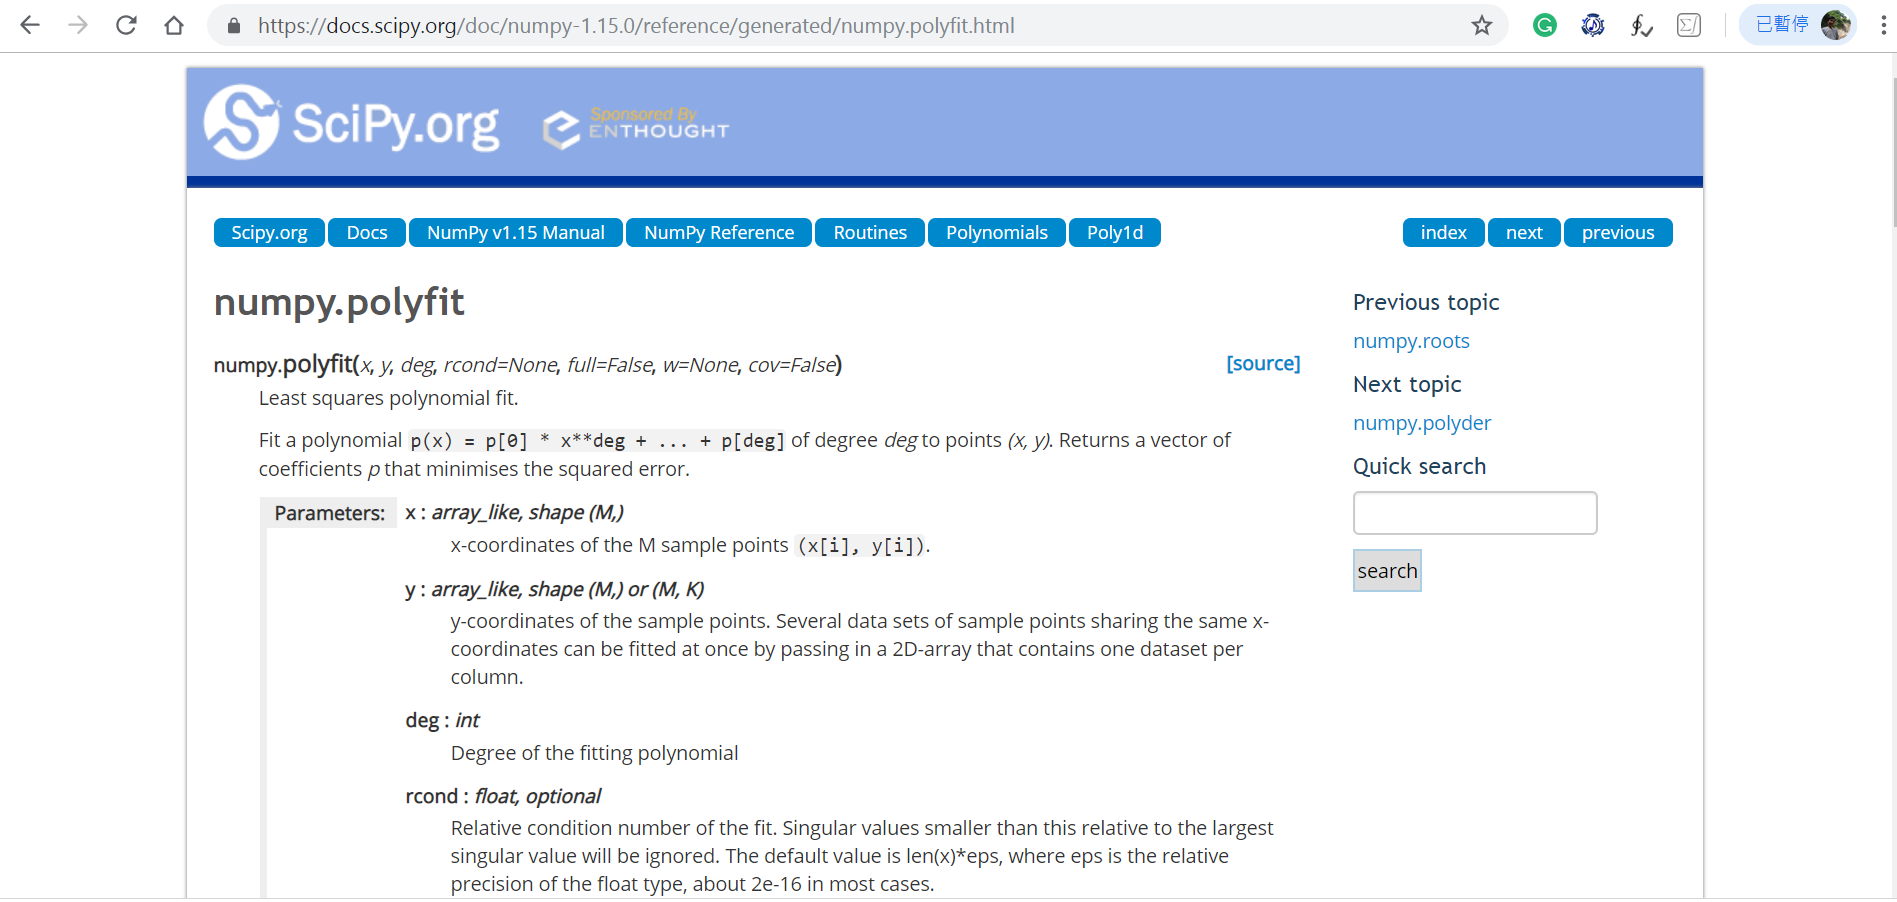 https://docs.scipy.org/doc/numpy-1.15.0/reference/generated/numpy.polyfit.html
已暫停
SciPy.org
Sponsored By
ENTHOUGHT
Scipy.org Docs NumPy v1.15 Manual NumPy Reference Routines Polynomials Poly1d index next previous
numpy.polyfit
numpy.polyfit(x, y, deg, rcond=None, full=False, w=None, cov=False) [source]
Least squares polynomial fit.
Fit a polynomial p(x) = p[0] * x**deg + ... + p[deg] of degree deg to points (x, y). Returns a vector of
coefficients p that minimises the squared error.
Parameters: x : array_like, shape (M,)
x-coordinates of the M sample points (x[i], y[i]).
y : array_like, shape (M,) or (M, K)
y-coordinates of the sample points. Several data sets of sample points sharing the same x-
coordinates can be fitted at once by passing in a 2D-array that contains one dataset per
column.
deg : int
Degree of the fitting polynomial
rcond : float, optional
Relative condition number of the fit. Singular values smaller than this relative to the largest
singular value will be ignored. The default value is len(x)*eps, where eps is the relative
precision of the float type, about 2e-16 in most cases.
Previous topic
numpy.roots
Next topic
numpy.polyder
Quick search
search